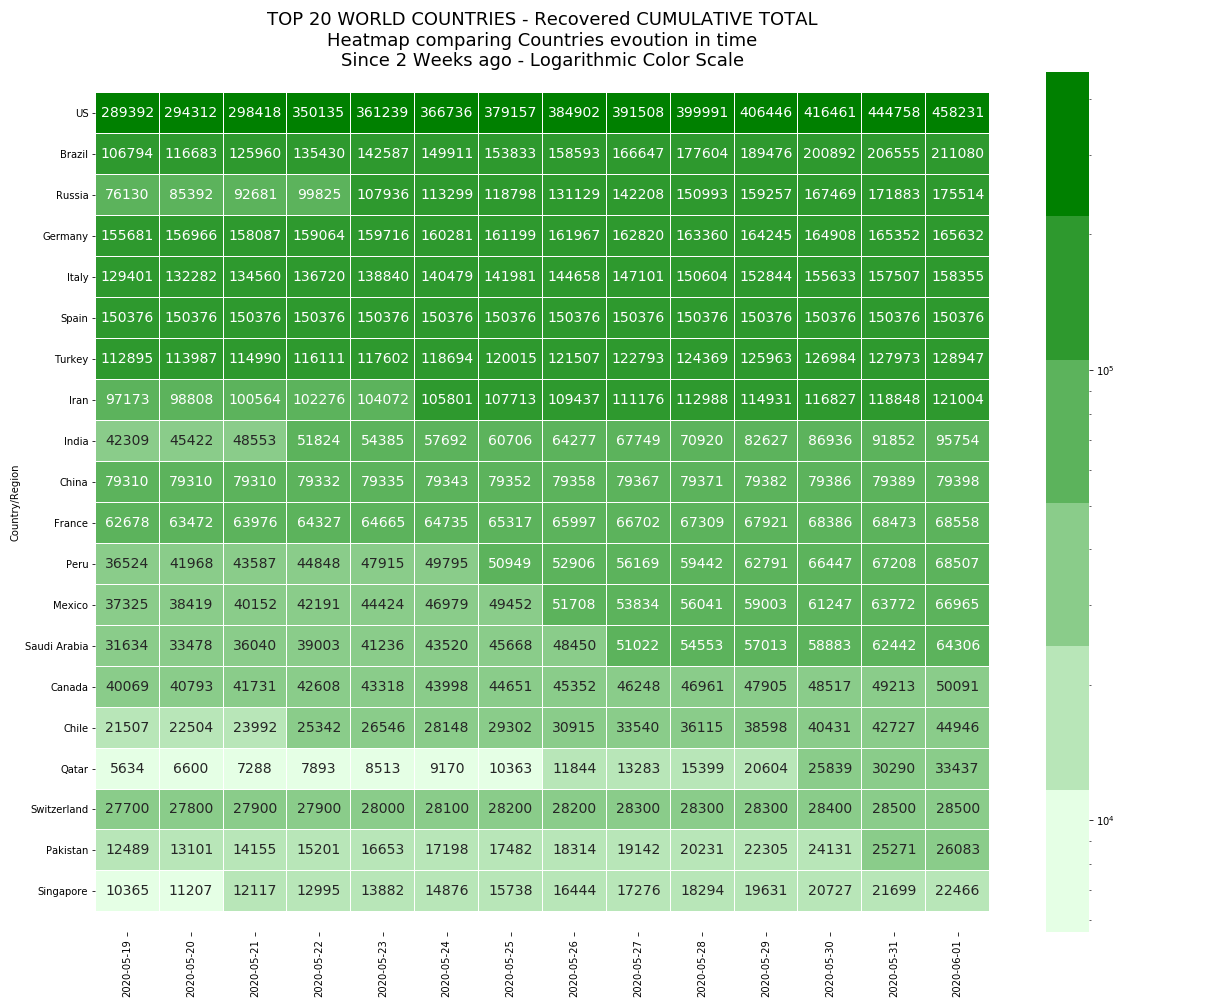 TOP 20 WORLD COUNTRIES - Recovered CUMULATIVE TOTAL
Heatmap comparing Countries evoution in time
Since 2 Weeks ago - Logarithmic Color Scale
US 289392 294312 298418 350135 361239 366736 379157 384902 391508 399991 406446 416461 444758 458231
Brazil 106794 116683 125960 135430 142587 149911 153833 158593 166647 177604 189476 200892 206555 211080
Russia 76130 85392 92681 99825 107936 113299 118798 131129 142208 150993 159257 167469 171883 175514
Germany 155681 156966 158087 159064 159716 160281 161199 161967 162820 163360 164245 164908 165352 165632
Italy 129401 132282 134560 136720 138840 140479 141981 144658 147101 150604 152844 155633 157507 158355
Spain 150376 150376 150376 150376 150376 150376 150376 150376 150376 150376 150376 150376 150376 150376
Turkey 112895 113987 114990 116111 117602 118694 120015 121507 122793 124369 125963 126984 127973 128947
Iran 97173 98808 100564 102276 104072 105801 107713 109437 111176 112988 114931 116827 118848 121004
India 42309 45422 48553 51824 54385 57692 60706 64277 67749 70920 82627 86936 91852 95754
China 79310 79310 79310 79332 79335 79343 79352 79358 79367 79371 79382 79386 79389 79398
France 62678 63472 63976 64327 64665 64735 65317 65997 66702 67309 67921 68386 68473 68558
Peru 36524 41968 43587 44848 47915 49795 50949 52906 56169 59442 62791 66447 67208 68507
Mexico 37325 38419 40152 42191 44424 46979 49452 51708 53834 56041 59003 61247 63772 66965
Saudi Arabia 31634 33478 36040 39003 41236 43520 45668 48450 51022 54553 57013 58883 62442 64306
Canada 40069 40793 41731 42608 43318 43998 44651 45352 46248 46961 47905 48517 49213 50091
Chile 21507 22504 23992 25342 26546 28148 29302 30915 33540 36115 38598 40431 42727 44946
Qatar 5634 6600 7288 7893 8513 9170 10363 11844 13283 15399 20604 25839 30290 33437
Switzerland 27700 27800 27900 27900 28000 28100 28200 28200 28300 28300 28300 28400 28500 28500
Pakistan 12489 13101 14155 15201 16653 17198 17482 18314 19142 20231 22305 24131 25271 26083
Singapore 10365 11207 12117 12995 13882 14876 15738 16444 17276 18294 19631 20727 21699 22466
2020-05-19 2020-05-20 2020-05-21 2020-05-22 2020-05-23 2020-05-24 2020-05-25 2020-05-26 2020-05-27 2020-05-28 2020-05-29 2020-05-30 2020-05-31 2020-06-01
Country/Region
10⁵
10⁴